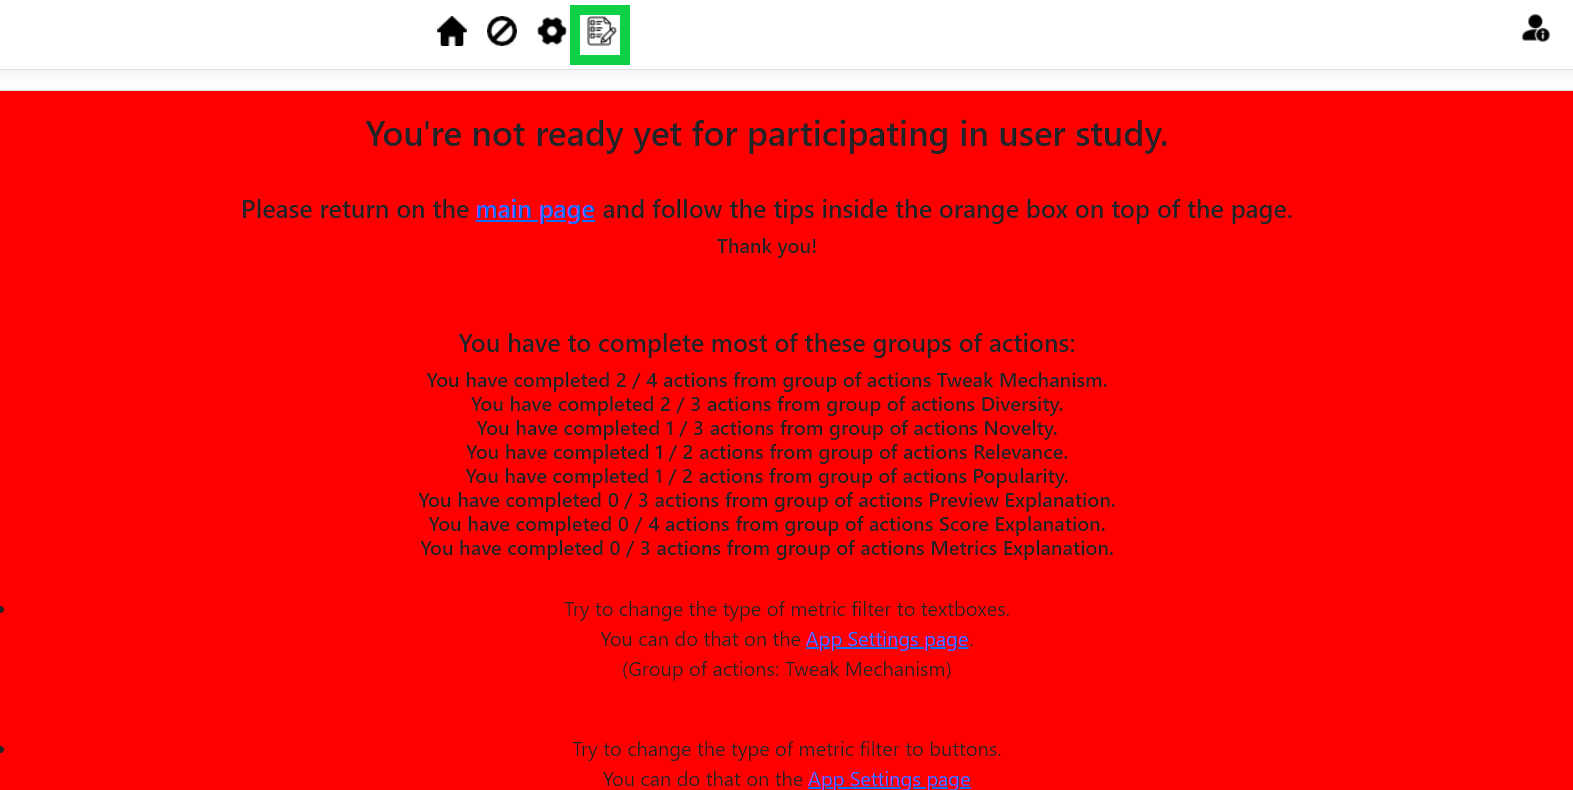 You're not ready yet for participating in user study.
Please return on the main page and follow the tips inside the orange box on top of the page.
Thank you!
You have to complete most of these groups of actions:
You have completed 2 / 4 actions from group of actions Tweak Mechanism.
You have completed 2 / 3 actions from group of actions Diversity.
You have completed 1 / 3 actions from group of actions Novelty.
You have completed 1 / 2 actions from group of actions Relevance.
You have completed 1 / 2 actions from group of actions Popularity.
You have completed 0 / 3 actions from group of actions Preview Explanation.
You have completed 0 / 4 actions from group of actions Score Explanation.
You have completed 0 / 3 actions from group of actions Metrics Explanation.
Try to change the type of metric filter to textboxes.
You can do that on the App Settings page.
(Group of actions: Tweak Mechanism)
Try to change the type of metric filter to buttons.
You can do that on the App Settings page